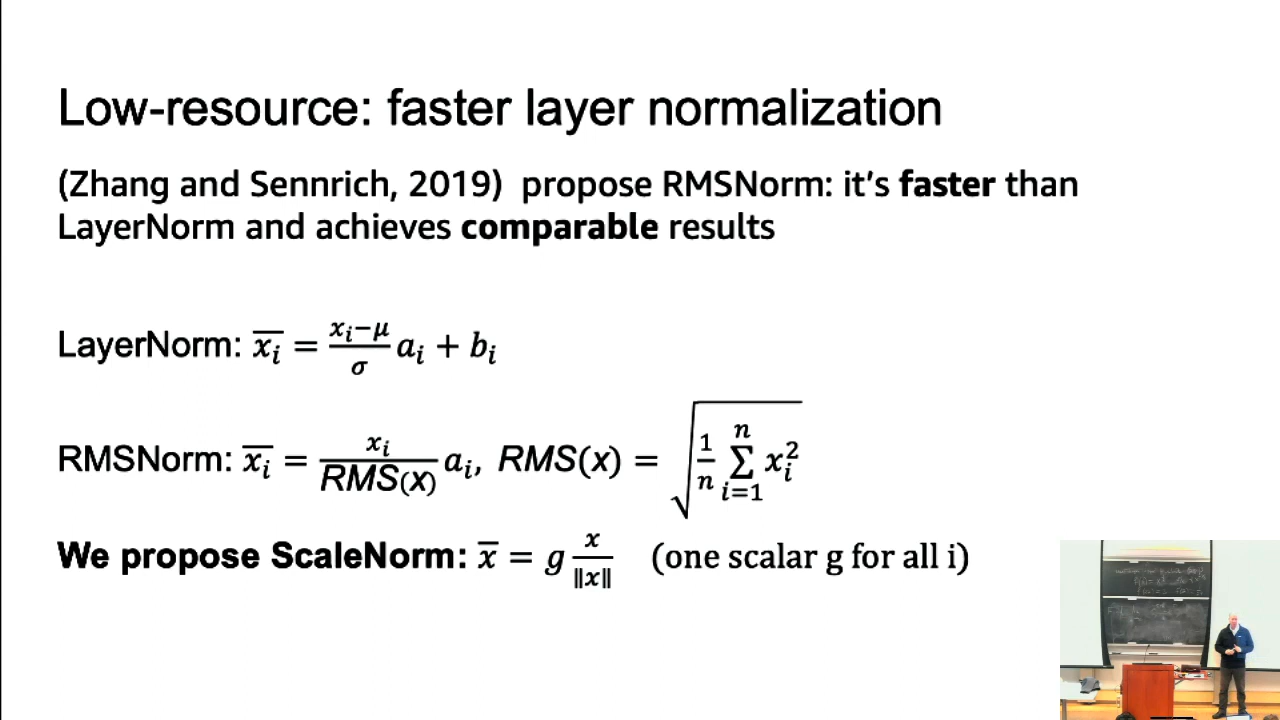 Low-resource: faster layer normalization
(Zhang and Sennrich, 2019) propose RMSNorm: it's faster than
LayerNorm and achieves comparable results
LayerNorm: x̅ᵢ = (xᵢ−μ)/σ aᵢ + bᵢ
RMSNorm: x̅ᵢ = xᵢ/RMS(x) aᵢ, RMS(x) = √(1/n ∑ᵢ₌₁ⁿ xᵢ²)
We propose ScaleNorm: x̅ = g x/‖x‖ (one scalar g for all i)